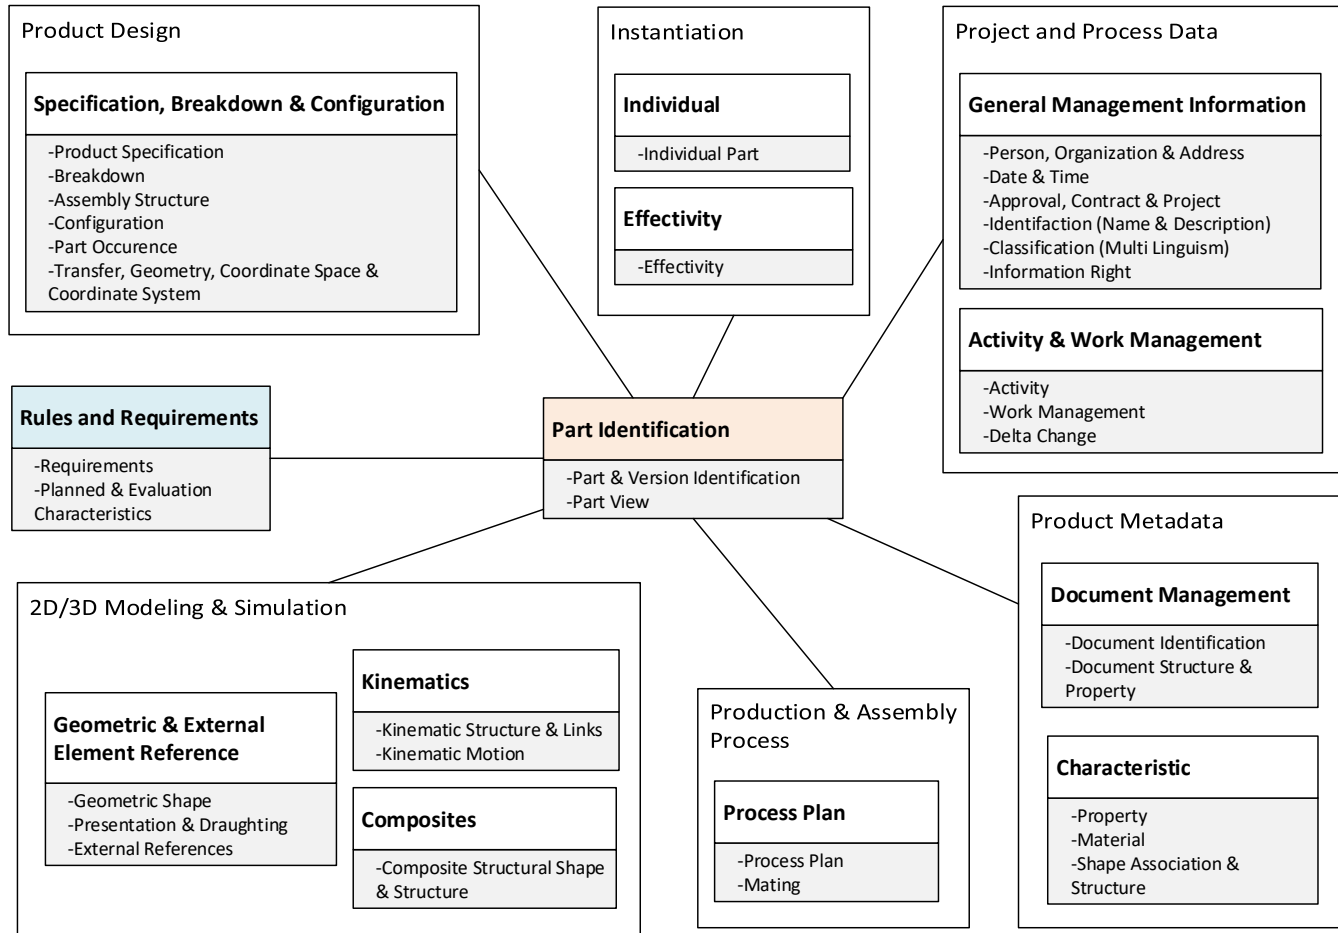 Product Design
Specification, Breakdown & Configuration
-Product Specification
-Breakdown
-Assembly Structure
-Configuration
-Part Occurence
-Transfer, Geometry, Coordinate Space &
Coordinate System
Instantiation
Individual
-Individual Part
Effectivity
-Effectivity
Project and Process Data
General Management Information
-Person, Organization & Address
-Date & Time
-Approval, Contract & Project
-Identifaction (Name & Description)
-Classification (Multi Linguism)
-Information Right
Activity & Work Management
-Activity
-Work Management
-Delta Change
Rules and Requirements
-Requirements
-Planned & Evaluation
Characteristics
Part Identification
-Part & Version Identification
-Part View
2D/3D Modeling & Simulation
Geometric & External
Element Reference
-Geometric Shape
-Presentation & Draughting
-External References
Kinematics
-Kinematic Structure & Links
-Kinematic Motion
Composites
-Composite Structural Shape
& Structure
Production & Assembly
Process
Process Plan
-Process Plan
-Mating
Product Metadata
Document Management
-Document Identification
-Document Structure &
Property
Characteristic
-Property
-Material
-Shape Association &
Structure